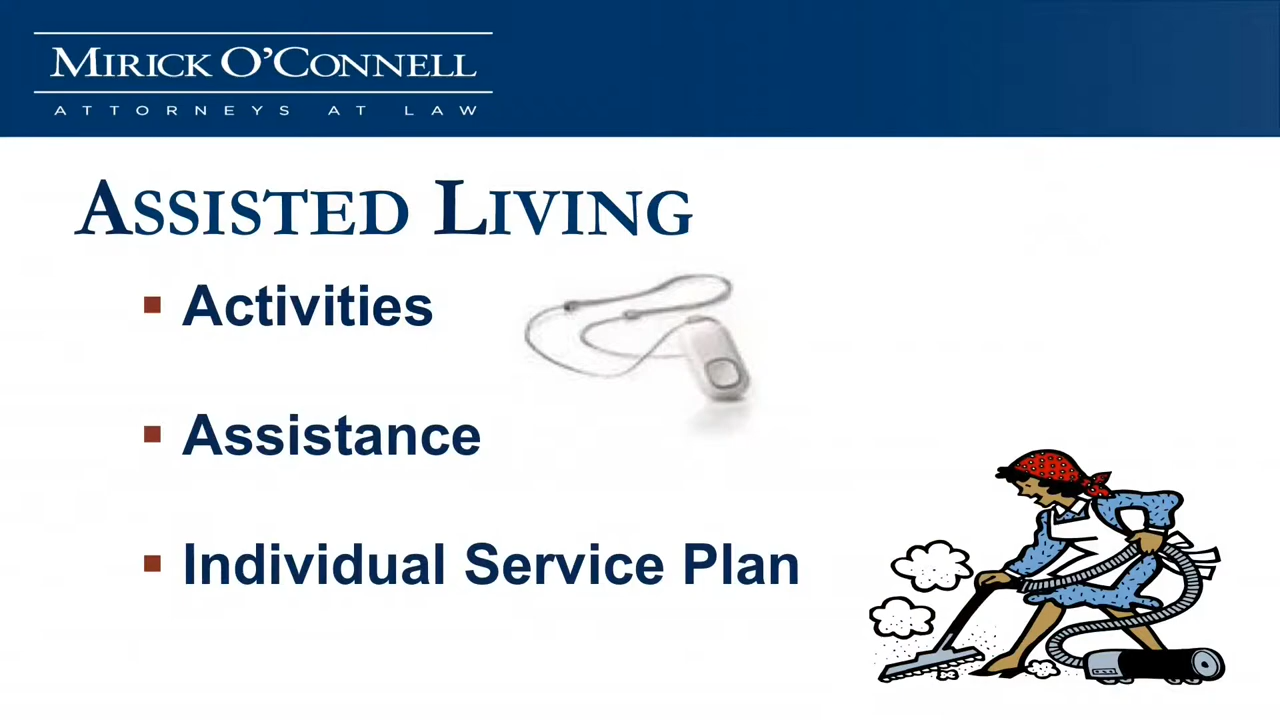 MIRICK O'CONNELL
ATTORNEYS AT LAW
ASSISTED LIVING
▪ Activities
▪ Assistance
▪ Individual Service Plan